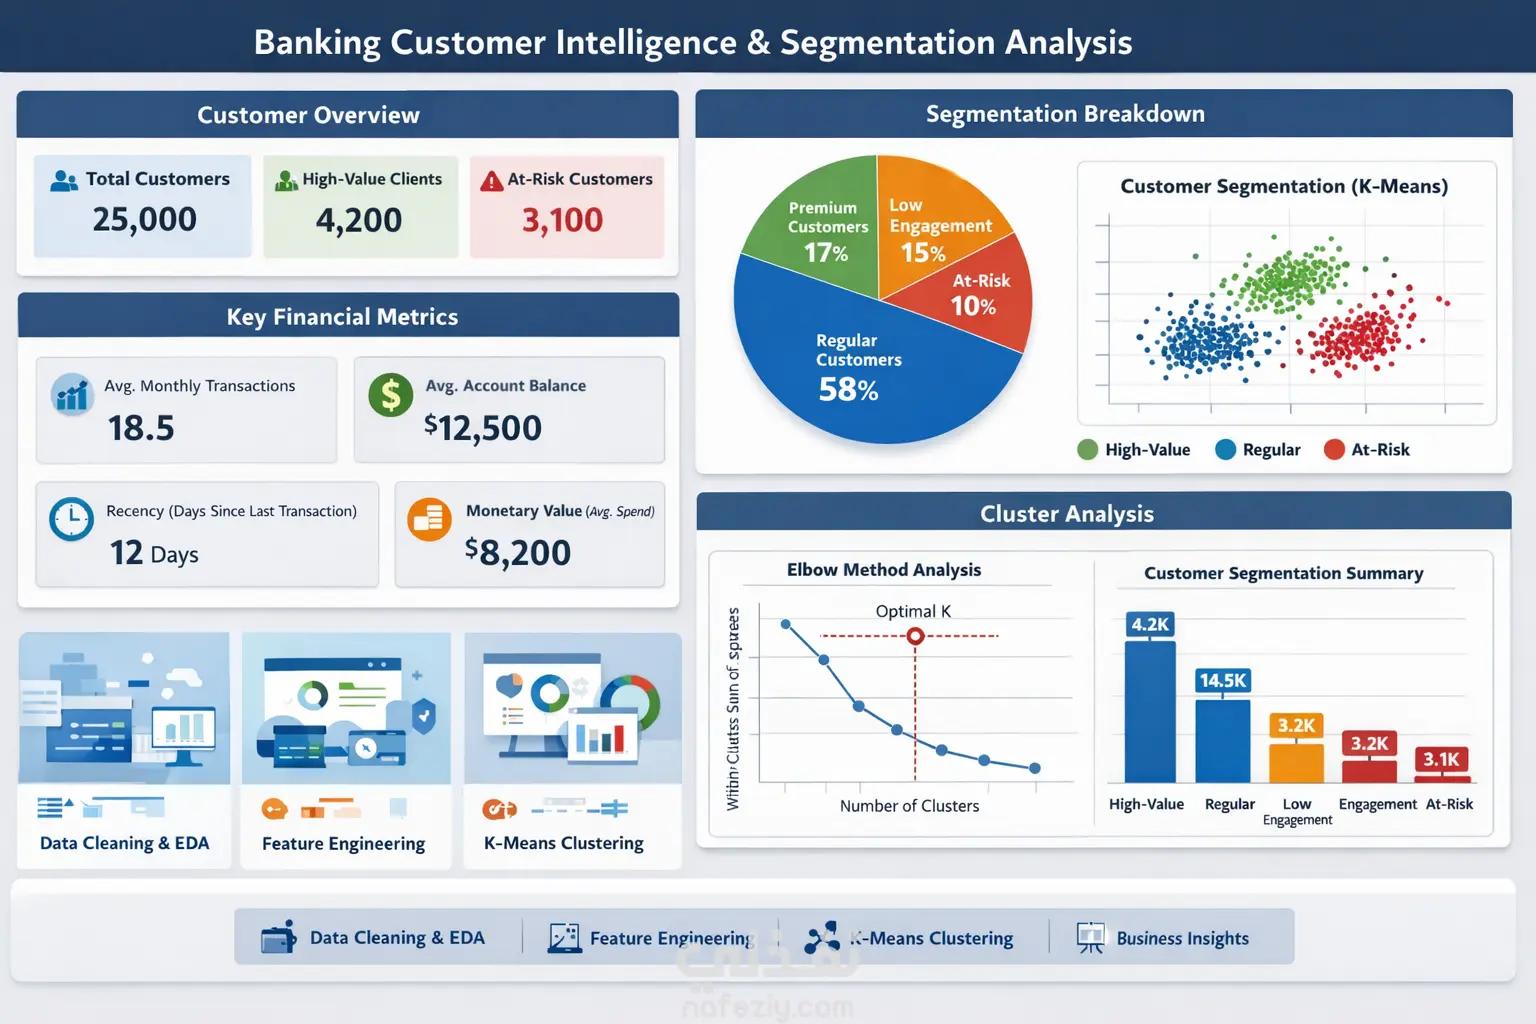 Banking Customer Intelligence & Segmentation Analysis
Customer Overview
Total Customers
25,000
High-Value Clients
4,200
At-Risk Customers
3,100
Key Financial Metrics
Avg. Monthly Transactions
18.5
Avg. Account Balance
$12,500
Recency (Days Since Last Transaction)
12 Days
Monetary Value (Avg. Spend)
$8,200
Data Cleaning & EDA
Feature Engineering
K-Means Clustering
Segmentation Breakdown
Premium
Customers
17%
Low
Engagement
15%
At-Risk
10%
Regular
Customers
58%
Customer Segmentation (K-Means)
High-Value
Regular
At-Risk
Cluster Analysis
Elbow Method Analysis
Optimal K
Number of Clusters
Customer Segmentation Summary
4.2K
14.5K
3.2K
3.2K
3.1K
High-Value
Regular
Low
Engagement
Engagement
At-Risk
Data Cleaning & EDA
Feature Engineering
K-Means Clustering
Business Insights
نفذلي
nafezly.com